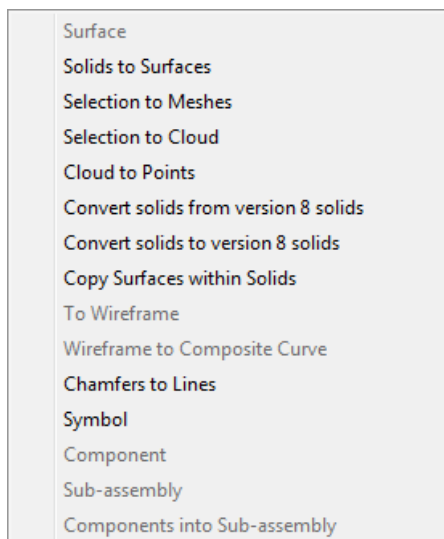 Surface
Solids to Surfaces
Selection to Meshes
Selection to Cloud
Cloud to Points
Convert solids from version 8 solids
Convert solids to version 8 solids
Copy Surfaces within Solids
To Wireframe
Wireframe to Composite Curve
Chamfers to Lines
Symbol
Component
Sub-assembly
Components into Sub-assembly